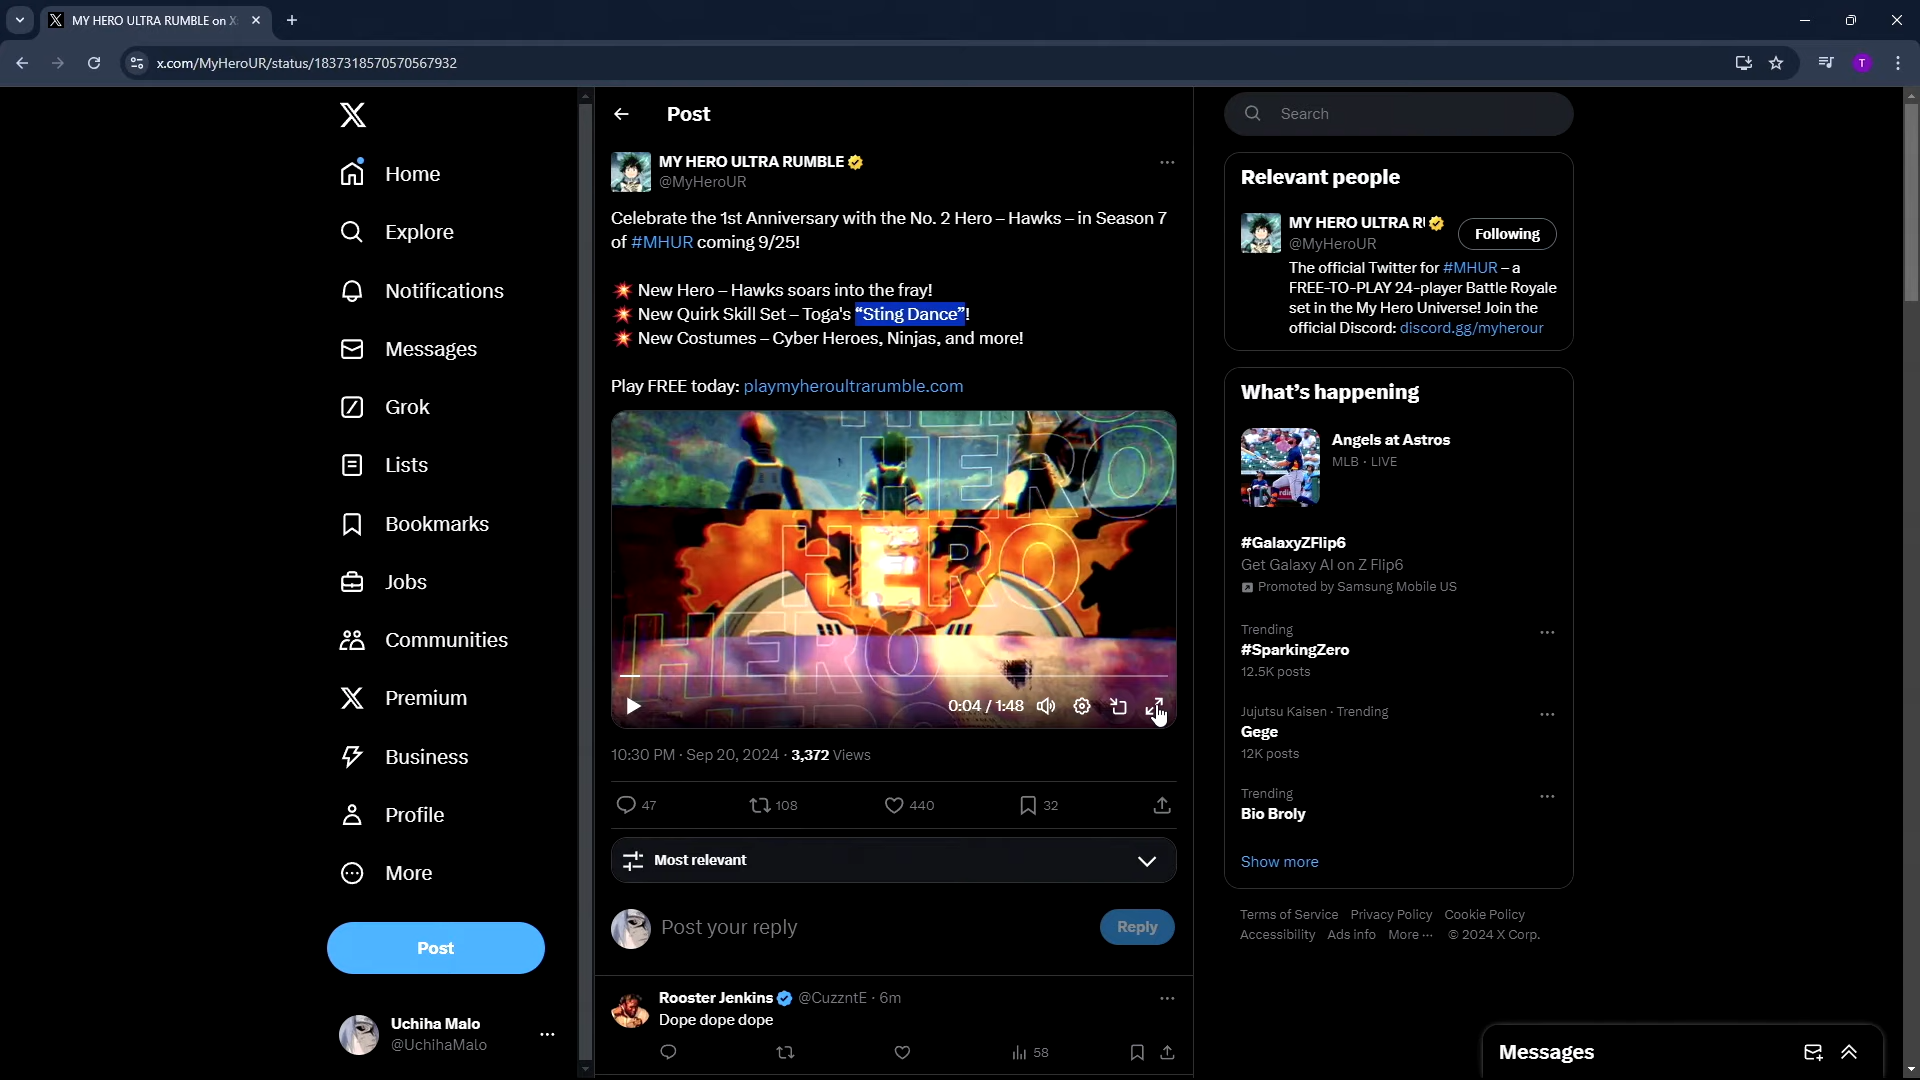 MY HERO ULTRA RUMBLE on X
x.com/MyHeroUR/status/1837318570570567932
T
Home
Explore
Notifications
Messages
Grok
Lists
Bookmarks
Jobs
Communities
Premium
Business
Profile
More
Post
Uchiha Malo
@UchihaMalo
Post
MY HERO ULTRA RUMBLE
@MyHeroUR
Celebrate the 1st Anniversary with the No. 2 Hero – Hawks – in Season 7
of #MHUR coming 9/25!
💥 New Hero – Hawks soars into the fray!
💥 New Quirk Skill Set – Toga's “Sting Dance”!
💥 New Costumes – Cyber Heroes, Ninjas, and more!
Play FREE today: playmyheroultrarumble.com
HERO
HERO
HERO
HERO
0:04 / 1:48
10:30 PM · Sep 20, 2024 · 3,372 Views
47 108 440 32
Most relevant
Post your reply
Reply
Rooster Jenkins @CuzzntE · 6m
Dope dope dope
58
Search
Relevant people
MY HERO ULTRA RU
@MyHeroUR
Following
The official Twitter for #MHUR – a
FREE-TO-PLAY 24-player Battle Royale
set in the My Hero Universe! Join the
official Discord: discord.gg/myherour
What’s happening
Angels at Astros
MLB · LIVE
#GalaxyZFlip6
Get Galaxy AI on Z Flip6
Promoted by Samsung Mobile US
Trending
#SparkingZero
12.5K posts
Jujutsu Kaisen · Trending
Gege
12K posts
Trending
Bio Broly
Show more
Terms of Service Privacy Policy Cookie Policy
Accessibility Ads info More ··· © 2024 X Corp.
Messages